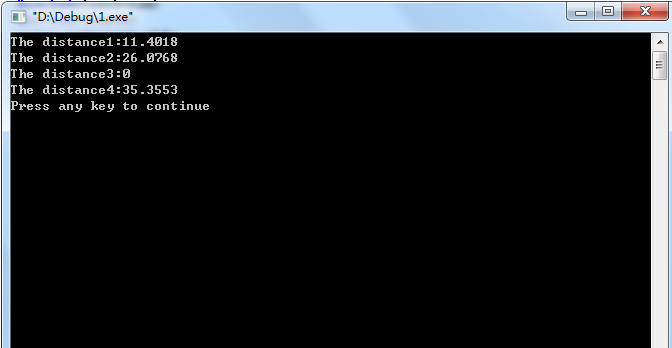 "D:\Debug\1.exe"
The distance1:11.4018
The distance2:26.0768
The distance3:0
The distance4:35.3553
Press any key to continue